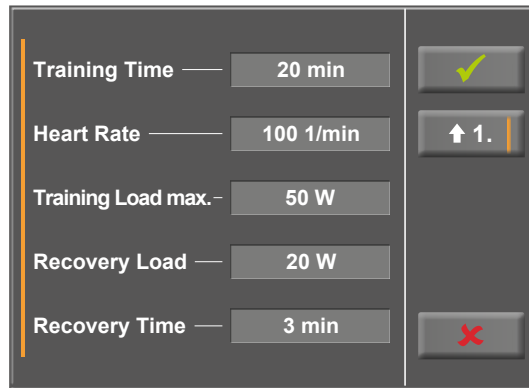 Training Time 20 min
Heart Rate 100 1/min
1.
Training Load max. 50 W
Recovery Load 20 W
Recovery Time 3 min